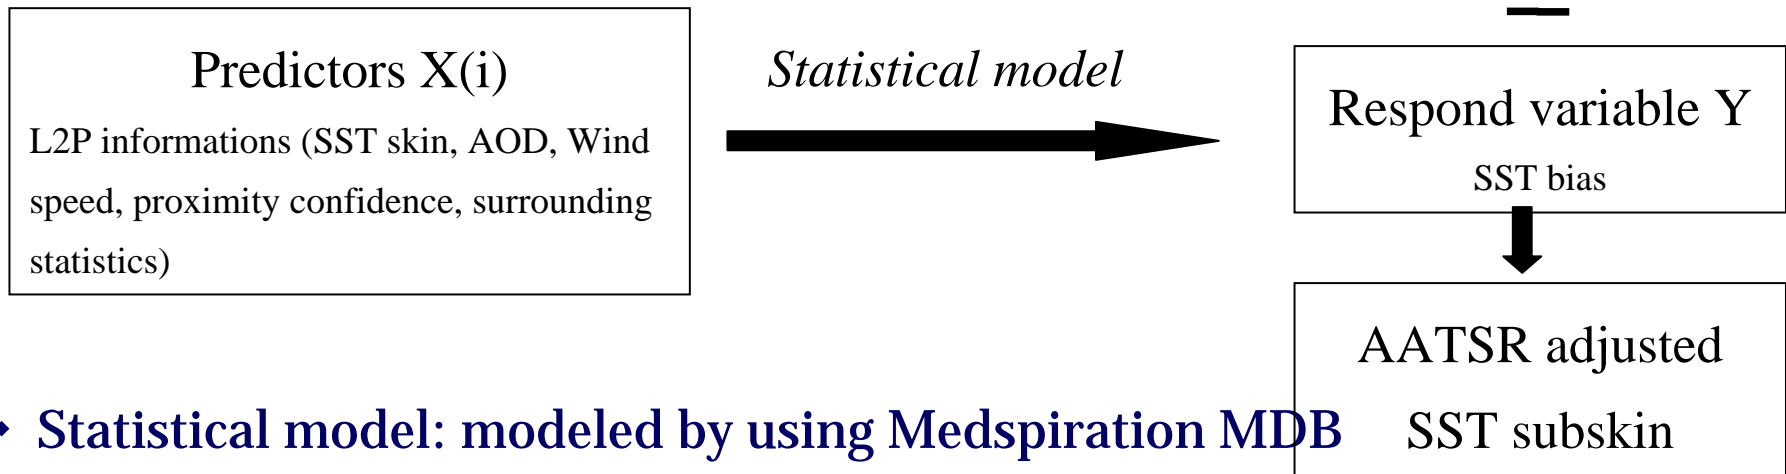 Predictors X(i)
L2P informations (SST skin, AOD, Wind
speed, proximity confidence, surrounding
statistics)
Statistical model
Respond variable Y
SST bias
AATSR adjusted
SST subskin
Statistical model: modeled by using Medspiration MDB